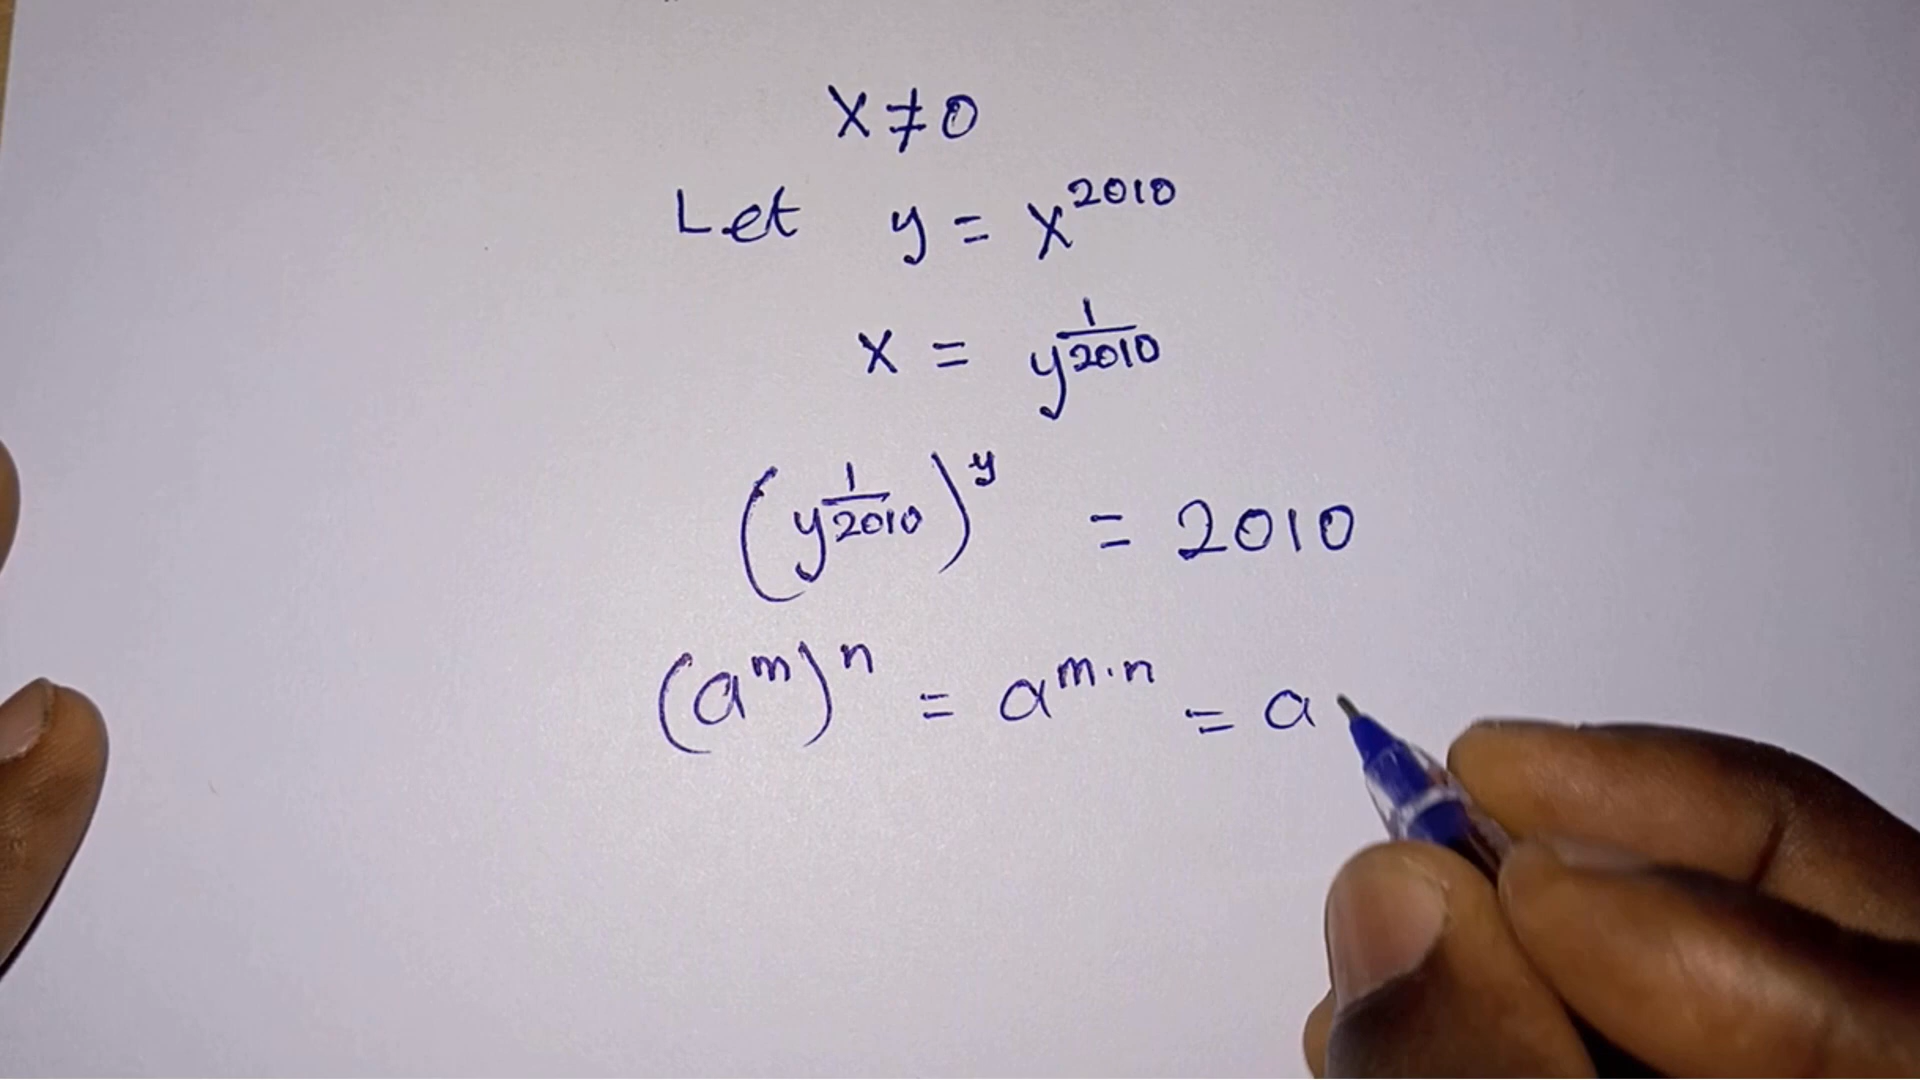 x ≠ 0
Let y = x^2010
x = y^(1/2010)
(y^(1/2010))^y = 2010
(a^m)^n = a^(m·n) = a